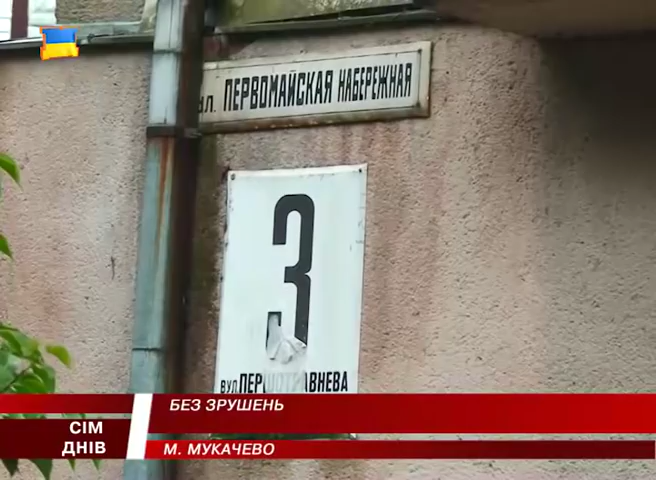 УЛ. ПЕРВОМАЙСКАЯ НАБЕРЕЖНАЯ
3
ВУЛ. ПЕРШОТРАВНЕВА
БЕЗ ЗРУШЕНЬ
СІМ
ДНІВ
М. МУКАЧЕВО